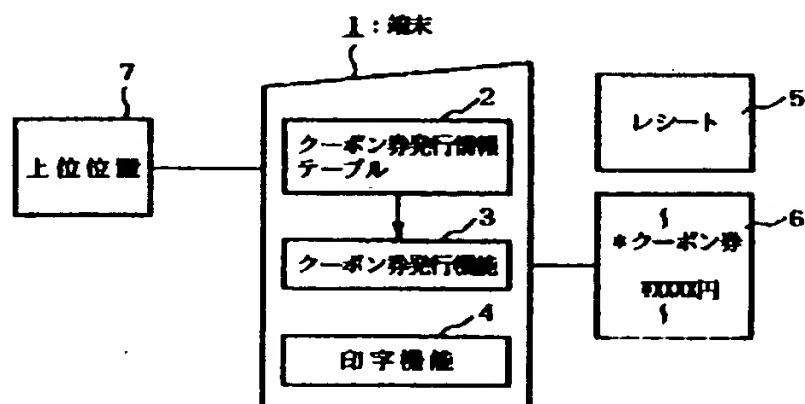 1:端末
7
上位位置
2
クーポン券発行情報
テーブル
3
クーポン券発行機能
4
印字機能
レシート
5
*クーポン券
¥XXXX円
6